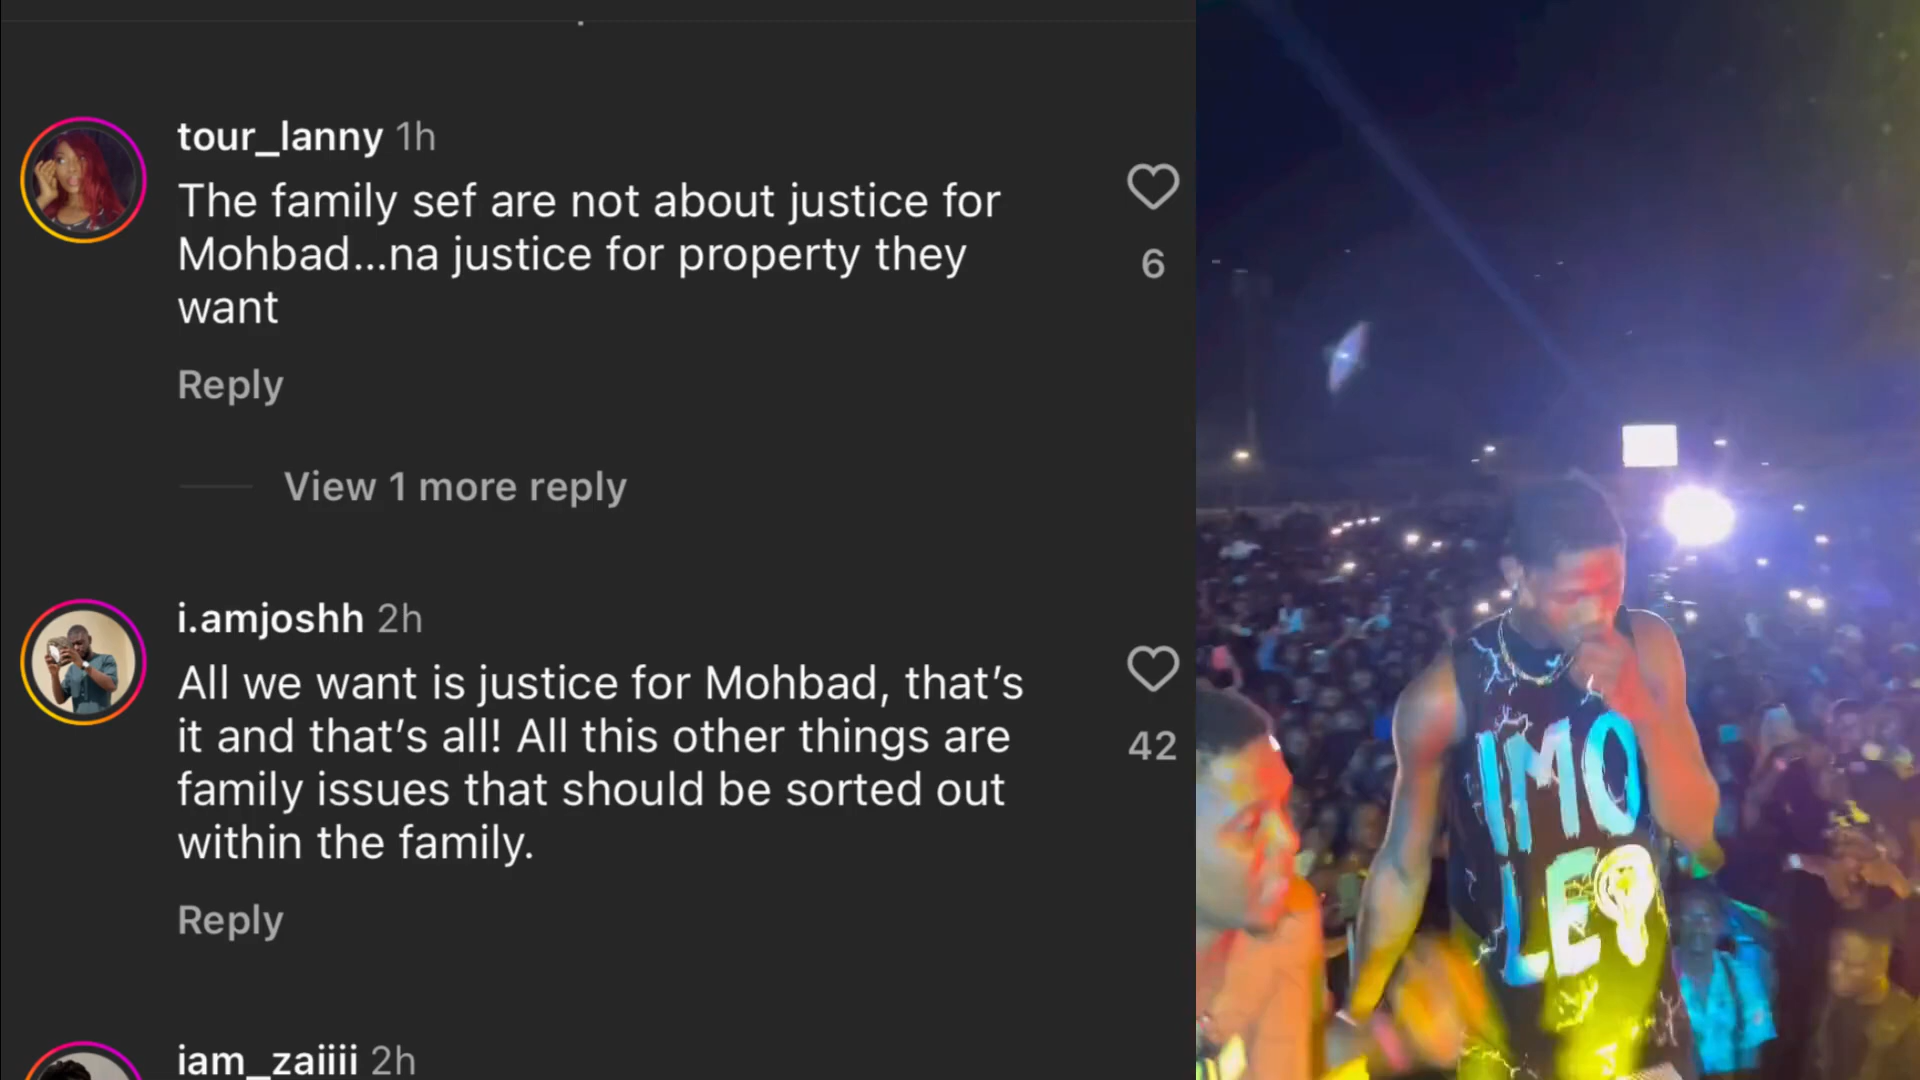 tour_lanny 1h
The family sef are not about justice for
Mohbad...na justice for property they
want
6
Reply
View 1 more reply
i.amjoshh 2h
All we want is justice for Mohbad, that’s
it and that’s all! All this other things are
family issues that should be sorted out
within the family.
42
Reply
iam_zaiiii 2h
IMO
LE